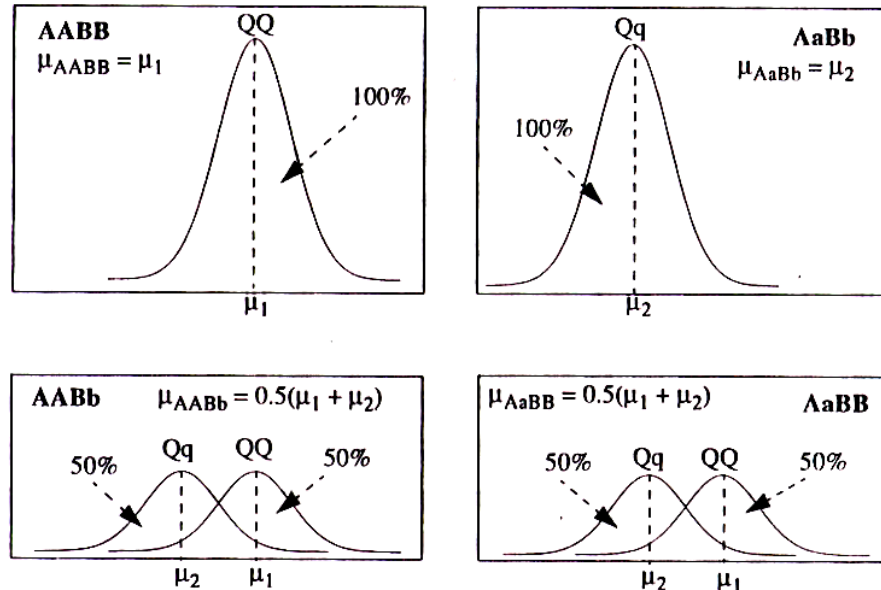 AABB
μAABB = μ1
QQ
100%
μ1
Qq
AaBb
μAaBb = μ2
100%
μ2
AABb
μAABb = 0.5(μ1 + μ2)
Qq QQ
50% 50%
μ2 μ1
μAaBB = 0.5(μ1 + μ2) AaBB
Qq QQ
50% 50%
μ2 μ1